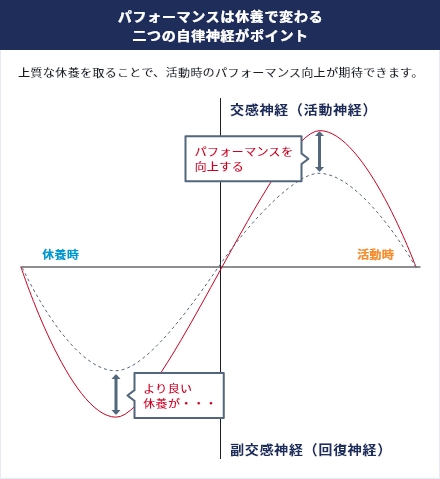 パフォーマンスは休養で変わる
二つの自律神経がポイント
上質な休養を取ることで、活動時のパフォーマンス向上が期待できます。
交感神経（活動神経）
パフォーマンスを
向上する
休養時
活動時
より良い
休養が・・・
副交感神経（回復神経）